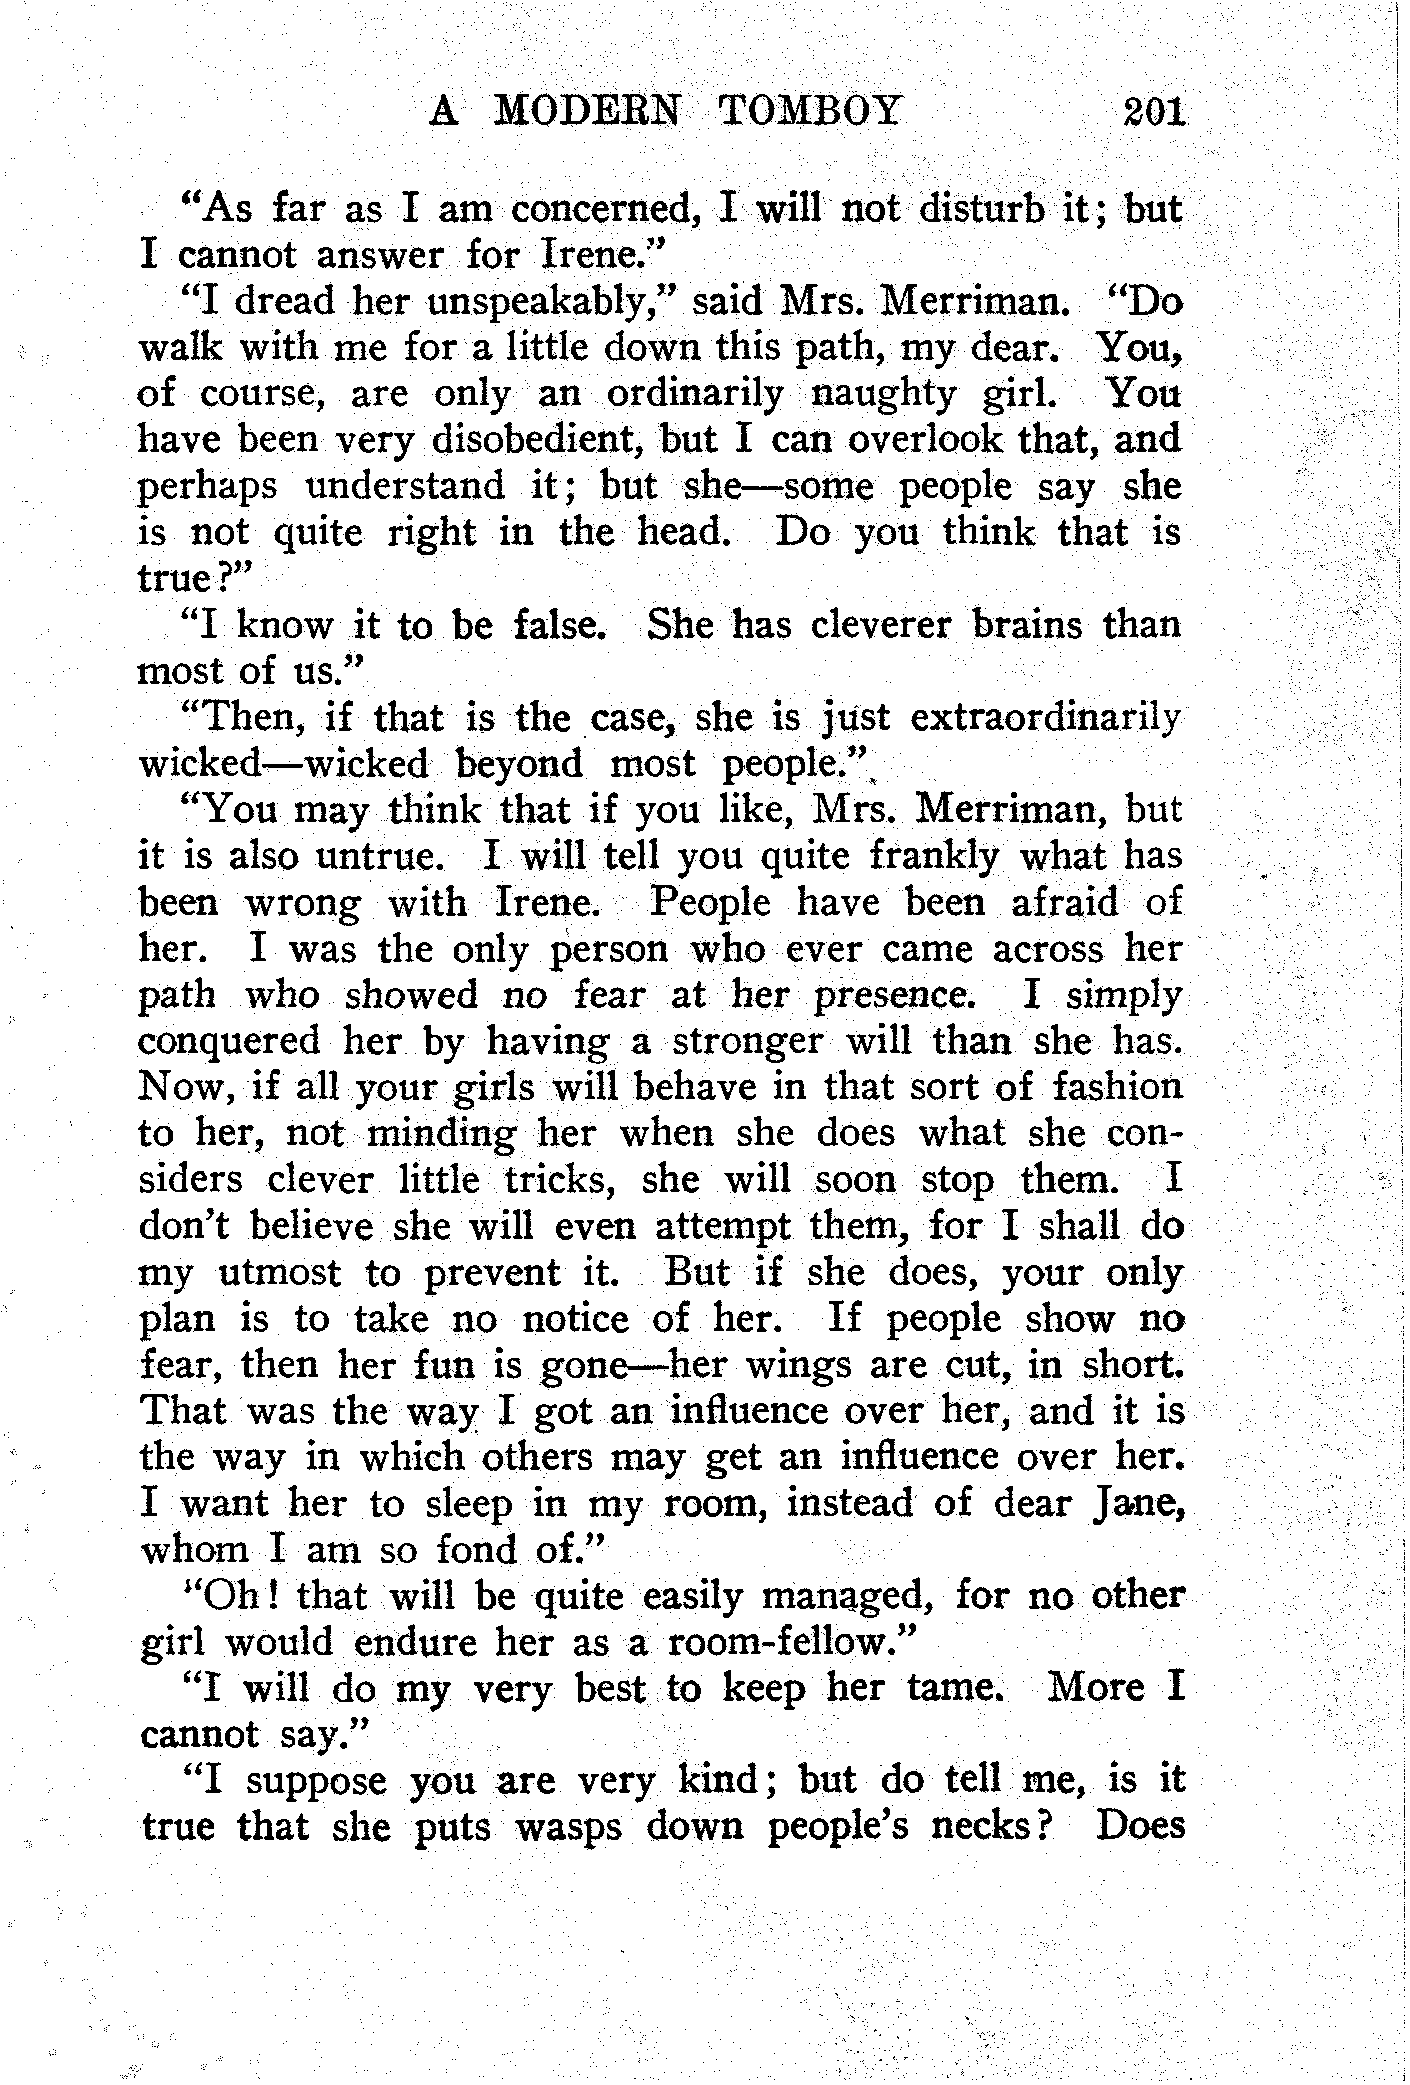 A MODERN TOMBOY 201
"As far as I am concerned, I will not disturb it; but
I cannot answer for Irene."
"I dread her unspeakably," said Mrs. Merriman. "Do
walk with me for a little down this path, my dear. You,
of course, are only an ordinarily naughty girl. You
have been very disobedient, but I can overlook that, and
perhaps understand it; but she—some people say she
is not quite right in the head. Do you think that is
true?"
"I know it to be false. She has cleverer brains than
most of us."
"Then, if that is the case, she is just extraordinarily
wicked—wicked beyond most people."
"You may think that if you like, Mrs. Merriman, but
it is also untrue. I will tell you quite frankly what has
been wrong with Irene. People have been afraid of
her. I was the only person who ever came across her
path who showed no fear at her presence. I simply
conquered her by having a stronger will than she has.
Now, if all your girls will behave in that sort of fashion
to her, not minding her when she does what she con-
siders clever little tricks, she will soon stop them. I
don't believe she will even attempt them, for I shall do
my utmost to prevent it. But if she does, your only
plan is to take no notice of her. If people show no
fear, then her fun is gone—her wings are cut, in short.
That was the way I got an influence over her, and it is
the way in which others may get an influence over her.
I want her to sleep in my room, instead of dear Jane,
whom I am so fond of."
"Oh! that will be quite easily managed, for no other
girl would endure her as a room-fellow."
"I will do my very best to keep her tame. More I
cannot say."
"I suppose you are very kind; but do tell me, is it
true that she puts wasps down people's necks? Does